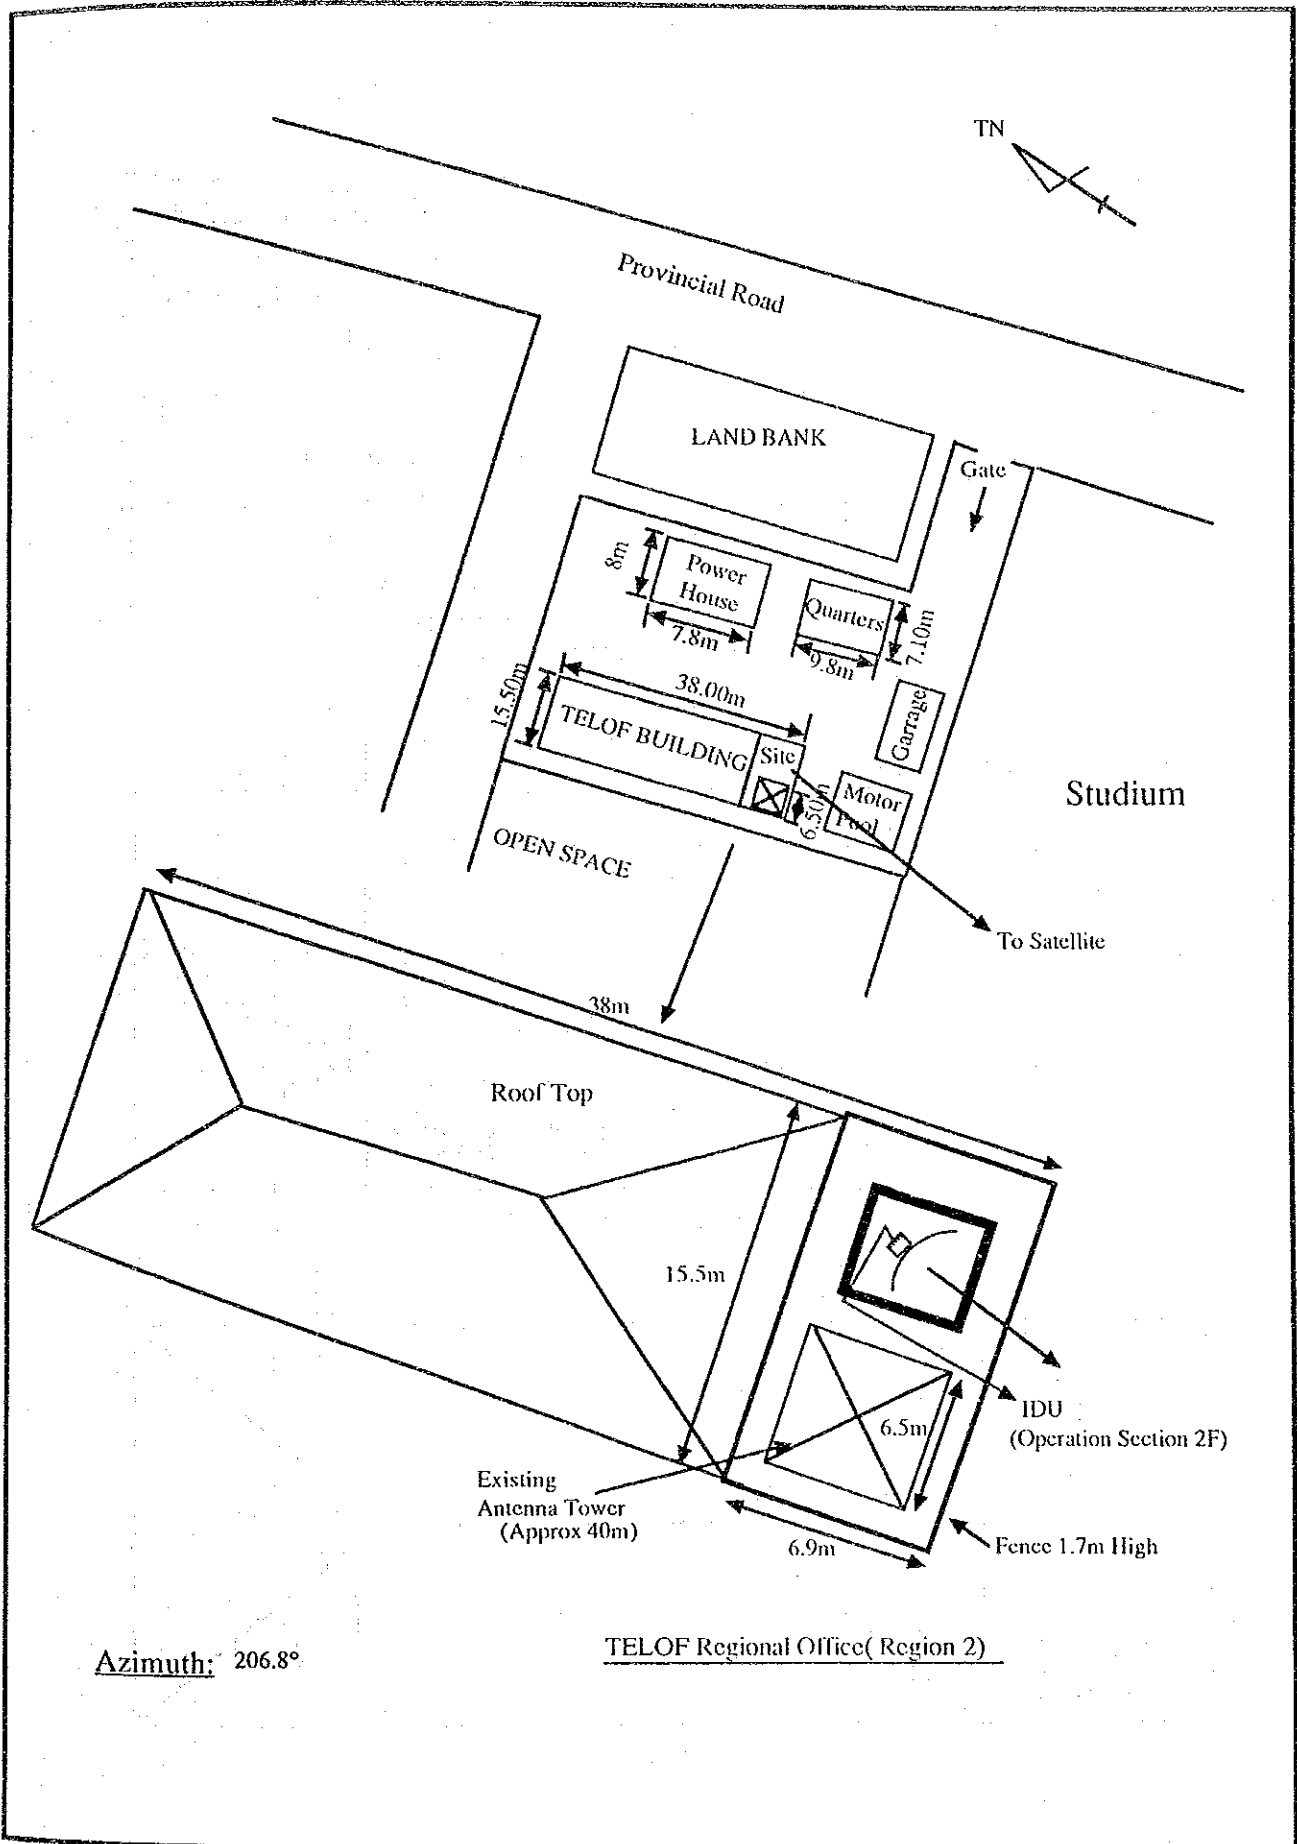 TN
Provincial Road
LAND BANK
Gate
8m
Power
House
7.8m
Quarters
7.10m
9.8m
38.00m
15.50m
TELOF BUILDING
Site
Garrage
6.50m
Motor
Pool
Studium
OPEN SPACE
To Satellite
38m
Roof Top
15.5m
6.5m
IDU
(Operation Section 2F)
Existing
Antenna Tower
(Approx 40m)
6.9m
Fence 1.7m High
Azimuth: 206.8°
TELOF Regional Office( Region 2)